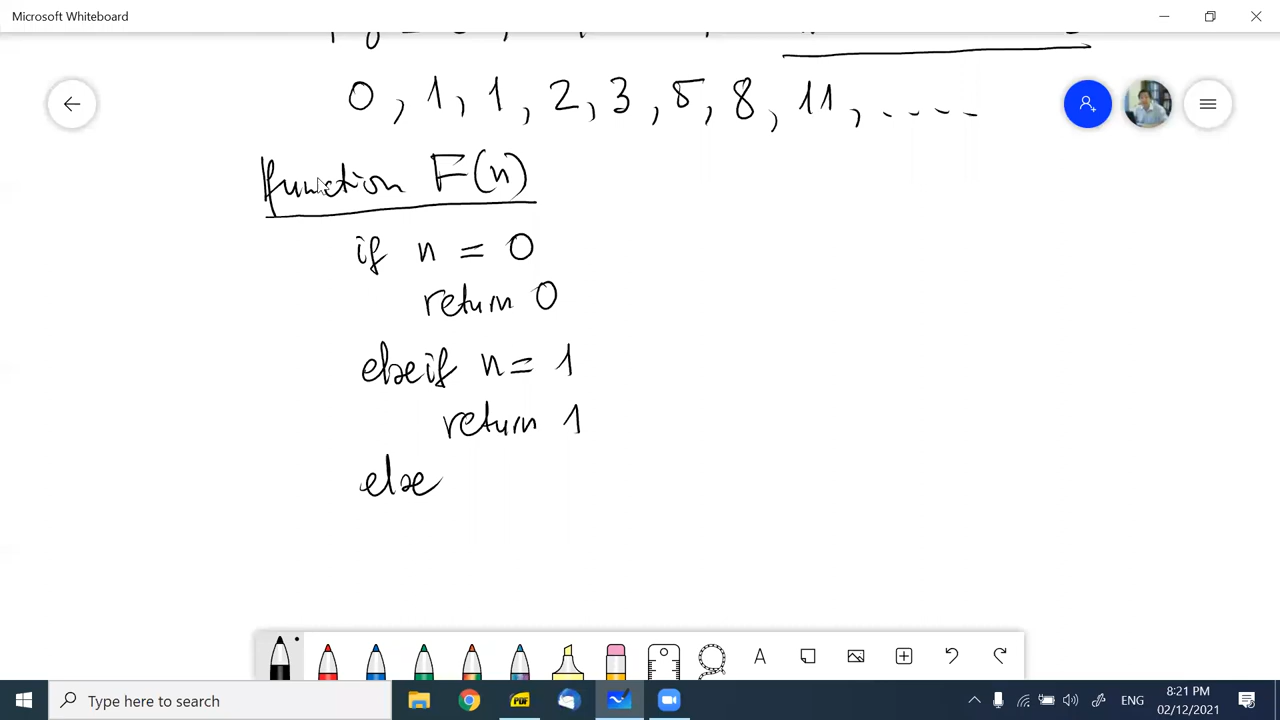 Microsoft Whiteboard
0, 1, 1, 2, 3, 5, 8, 11, ....
function F(n)
if n = 0
return 0
elseif n = 1
return 1
else
A
Type here to search
PDF
ENG
8:21 PM
02/12/2021